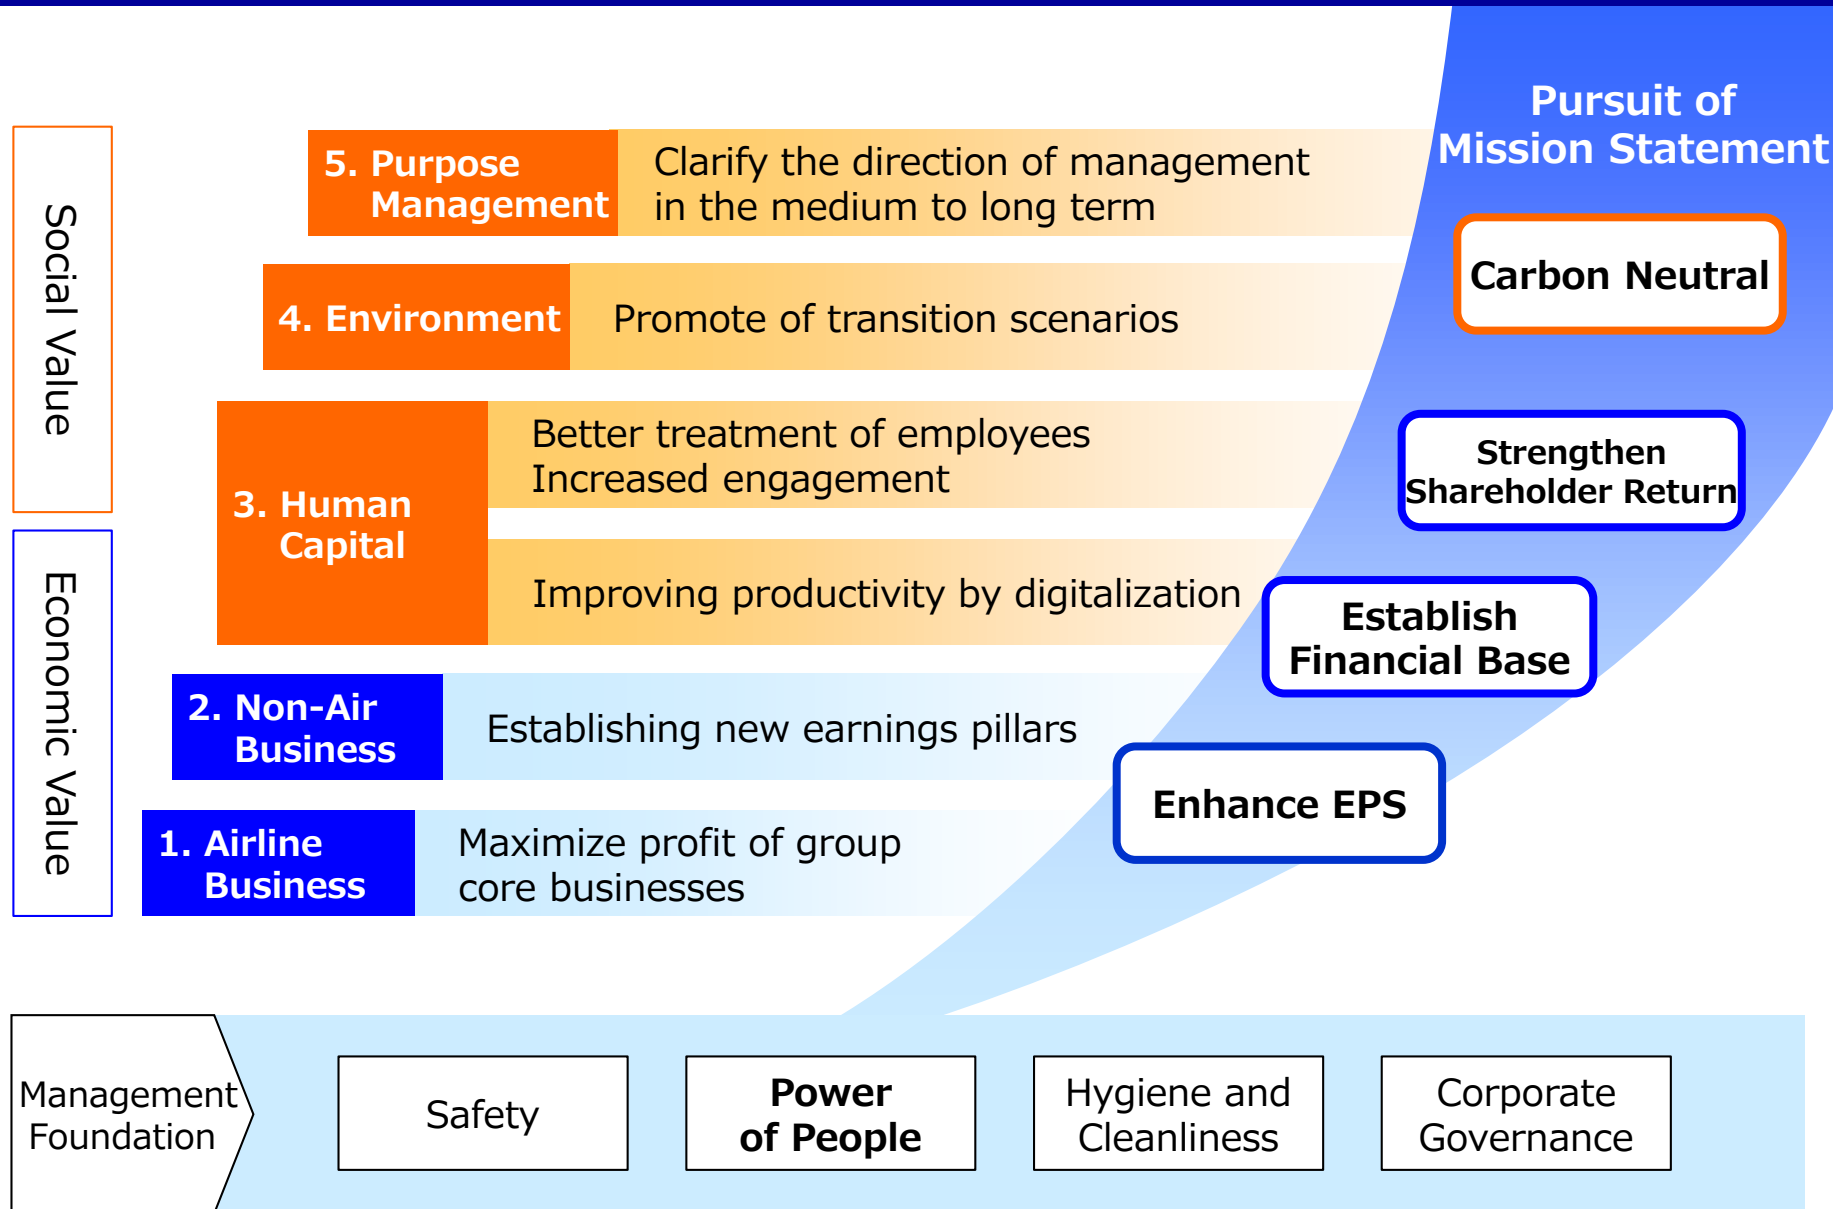 Pursuit of
Mission Statement
Social Value
5. Purpose
Management
Clarify the direction of management
in the medium to long term
Carbon Neutral
4. Environment
Promote of transition scenarios
3. Human
Capital
Better treatment of employees
Increased engagement
Strengthen
Shareholder Return
Improving productivity by digitalization
Establish
Financial Base
Economic Value
2. Non-Air
Business
Establishing new earnings pillars
Enhance EPS
1. Airline
Business
Maximize profit of group
core businesses
Management
Foundation
Safety
Power
of People
Hygiene and
Cleanliness
Corporate
Governance